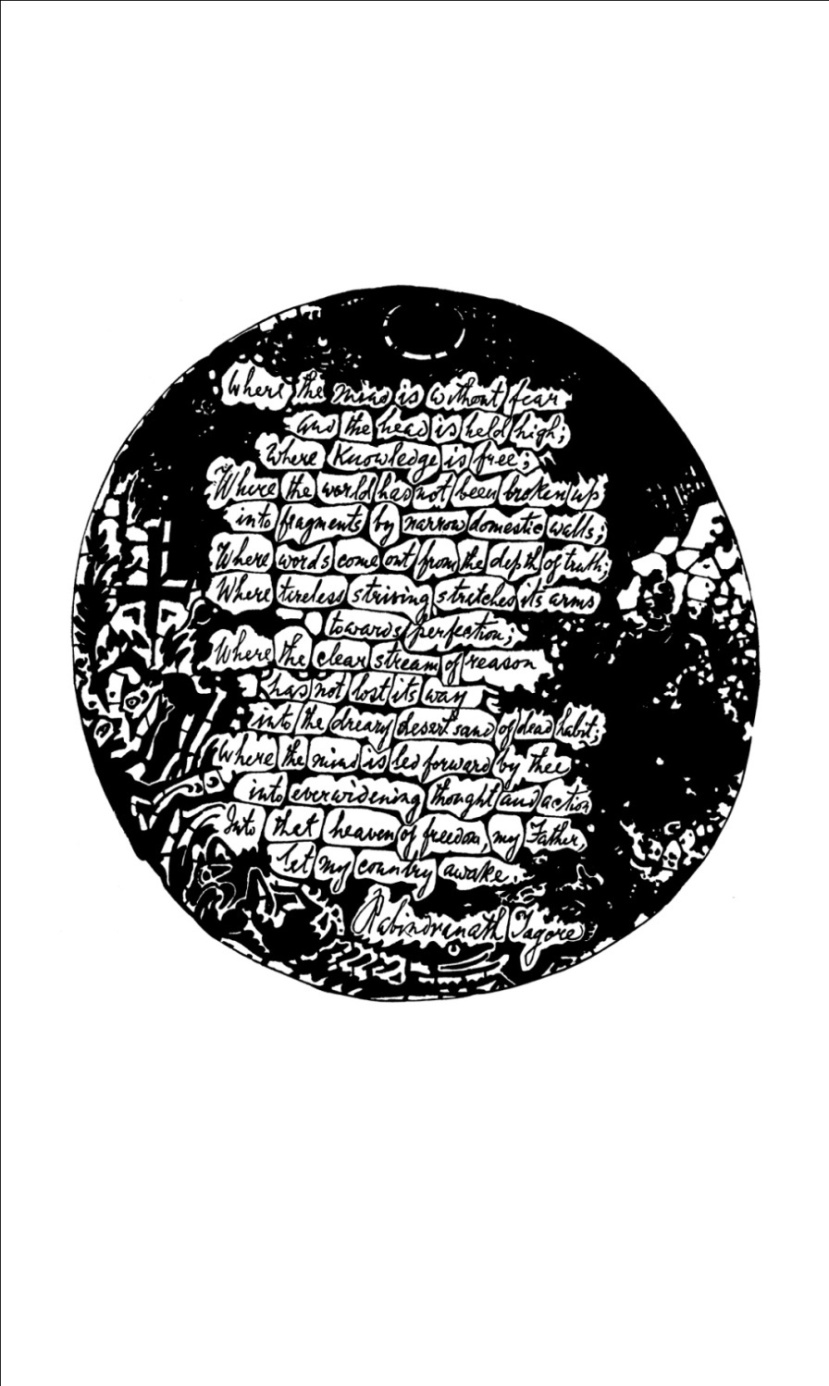 Where the mind is without fear
and the head is held high;
Where knowledge is free;
Where the world has not been broken up
into fragments by narrow domestic walls;
Where words come out from the depth of truth;
Where tireless striving stretches its arms
towards perfection;
Where the clear stream of reason
has not lost its way
into the dreary desert sand of dead habit;
Where the mind is led forward by thee
into everwidening thought and action
Into that heaven of freedom, my Father,
let my country awake.
Rabindranath Tagore